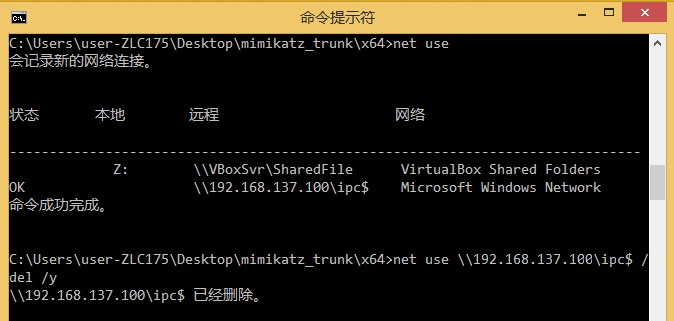 命令提示符
C:\Users\user-ZLC175\Desktop\mimikatz_trunk\x64>net use
会记录新的网络连接。
状态 本地 远程 网络
-------------------------------------------------------------------------------
Z: \\VBoxSvr\SharedFile VirtualBox Shared Folders
OK \\192.168.137.100\ipc$ Microsoft Windows Network
命令成功完成。
C:\Users\user-ZLC175\Desktop\mimikatz_trunk\x64>net use \\192.168.137.100\ipc$ /
del /y
\\192.168.137.100\ipc$ 已经删除。